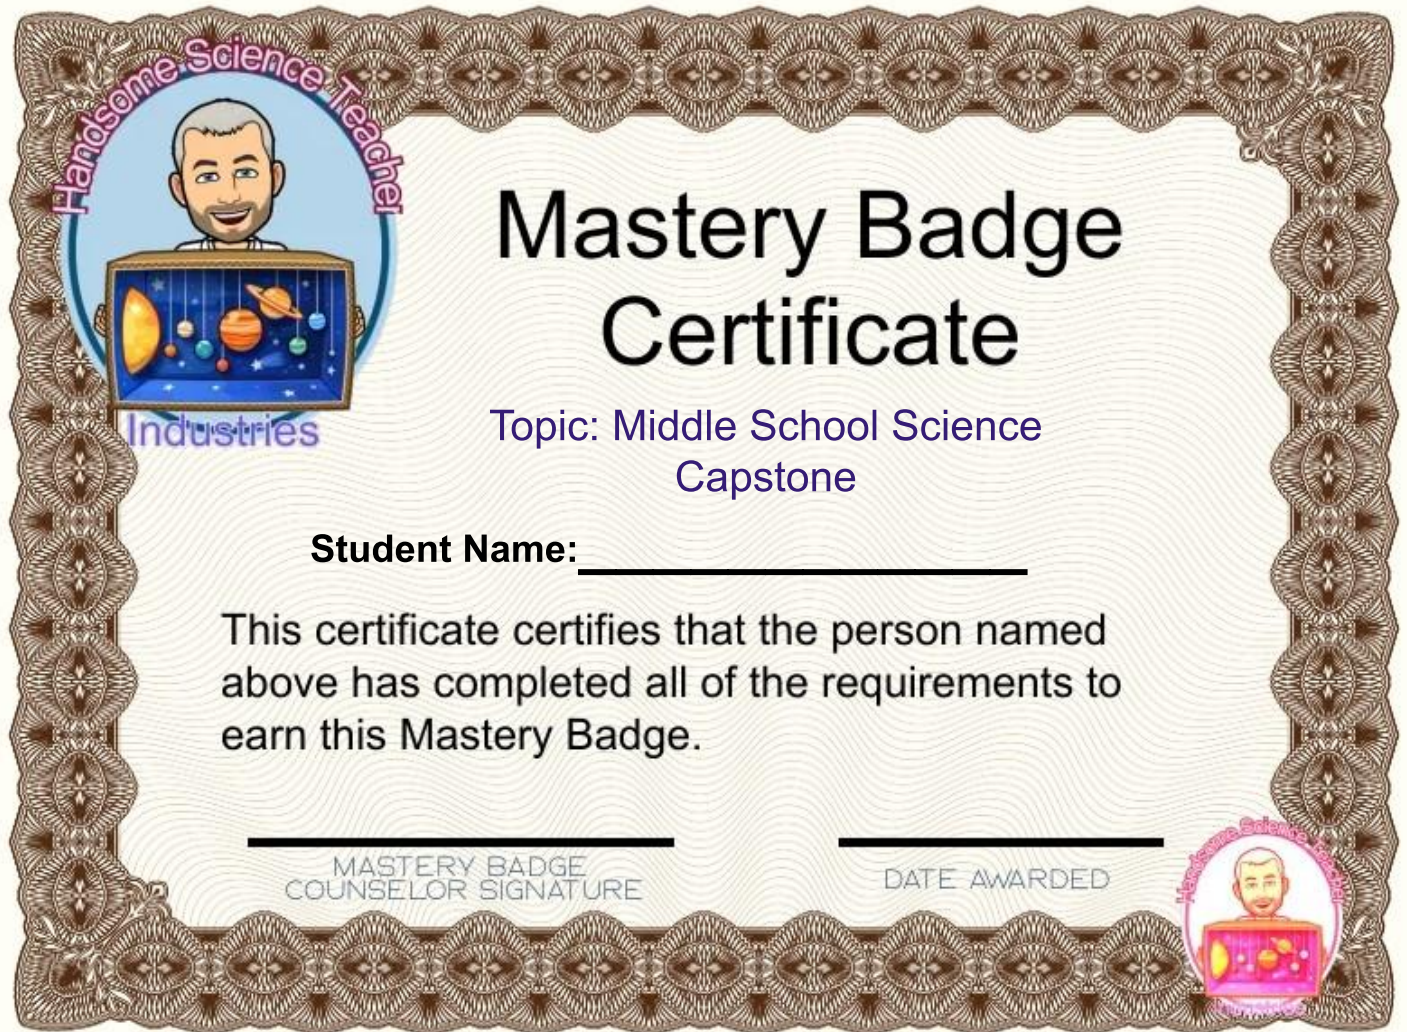 Handsome Science Teacher
Industries
Mastery Badge
Certificate
Topic: Middle School Science
Capstone
Student Name:
This certificate certifies that the person named
above has completed all of the requirements to
earn this Mastery Badge.
MASTERY BADGE
COUNSELOR SIGNATURE
DATE AWARDED
Handsome Science Teacher
Industries